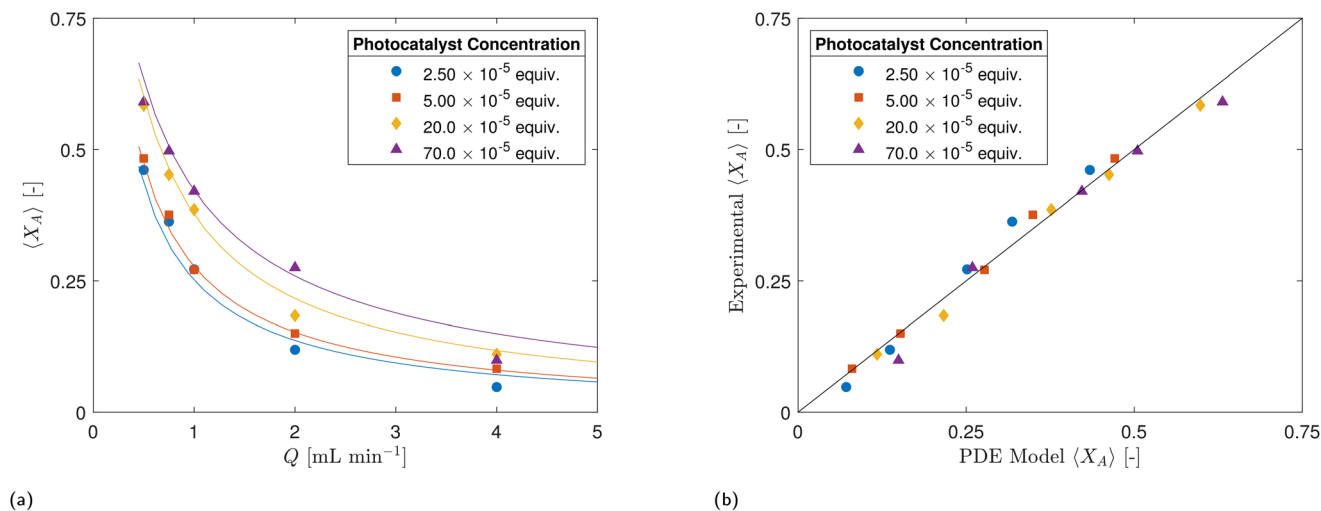 0.75
0.5
0.25
0
⟨X_A⟩ [-]
Photocatalyst Concentration
2.50 × 10^-5 equiv.
5.00 × 10^-5 equiv.
20.0 × 10^-5 equiv.
70.0 × 10^-5 equiv.
0 1 2 3 4 5
Q [mL min^−1]
(a)
0.75
0.5
0.25
0
Experimental ⟨X_A⟩ [-]
Photocatalyst Concentration
2.50 × 10^-5 equiv.
5.00 × 10^-5 equiv.
20.0 × 10^-5 equiv.
70.0 × 10^-5 equiv.
0 0.25 0.5 0.75
PDE Model ⟨X_A⟩ [-]
(b)